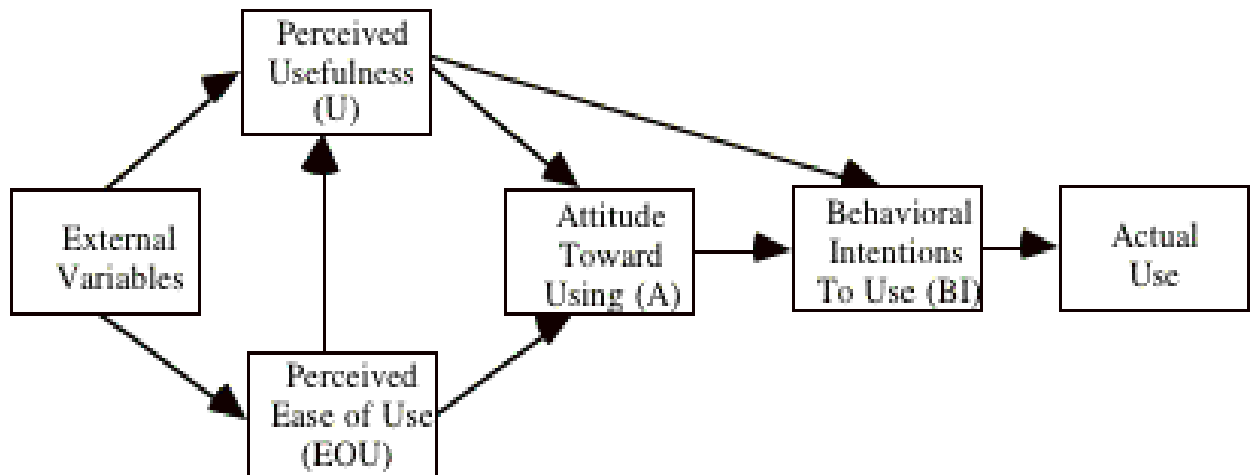 Perceived
Usefulness
(U)
External
Variables
Perceived
Ease of Use
(EOU)
Attitude
Toward
Using (A)
Behavioral
Intentions
To Use (BI)
Actual
Use